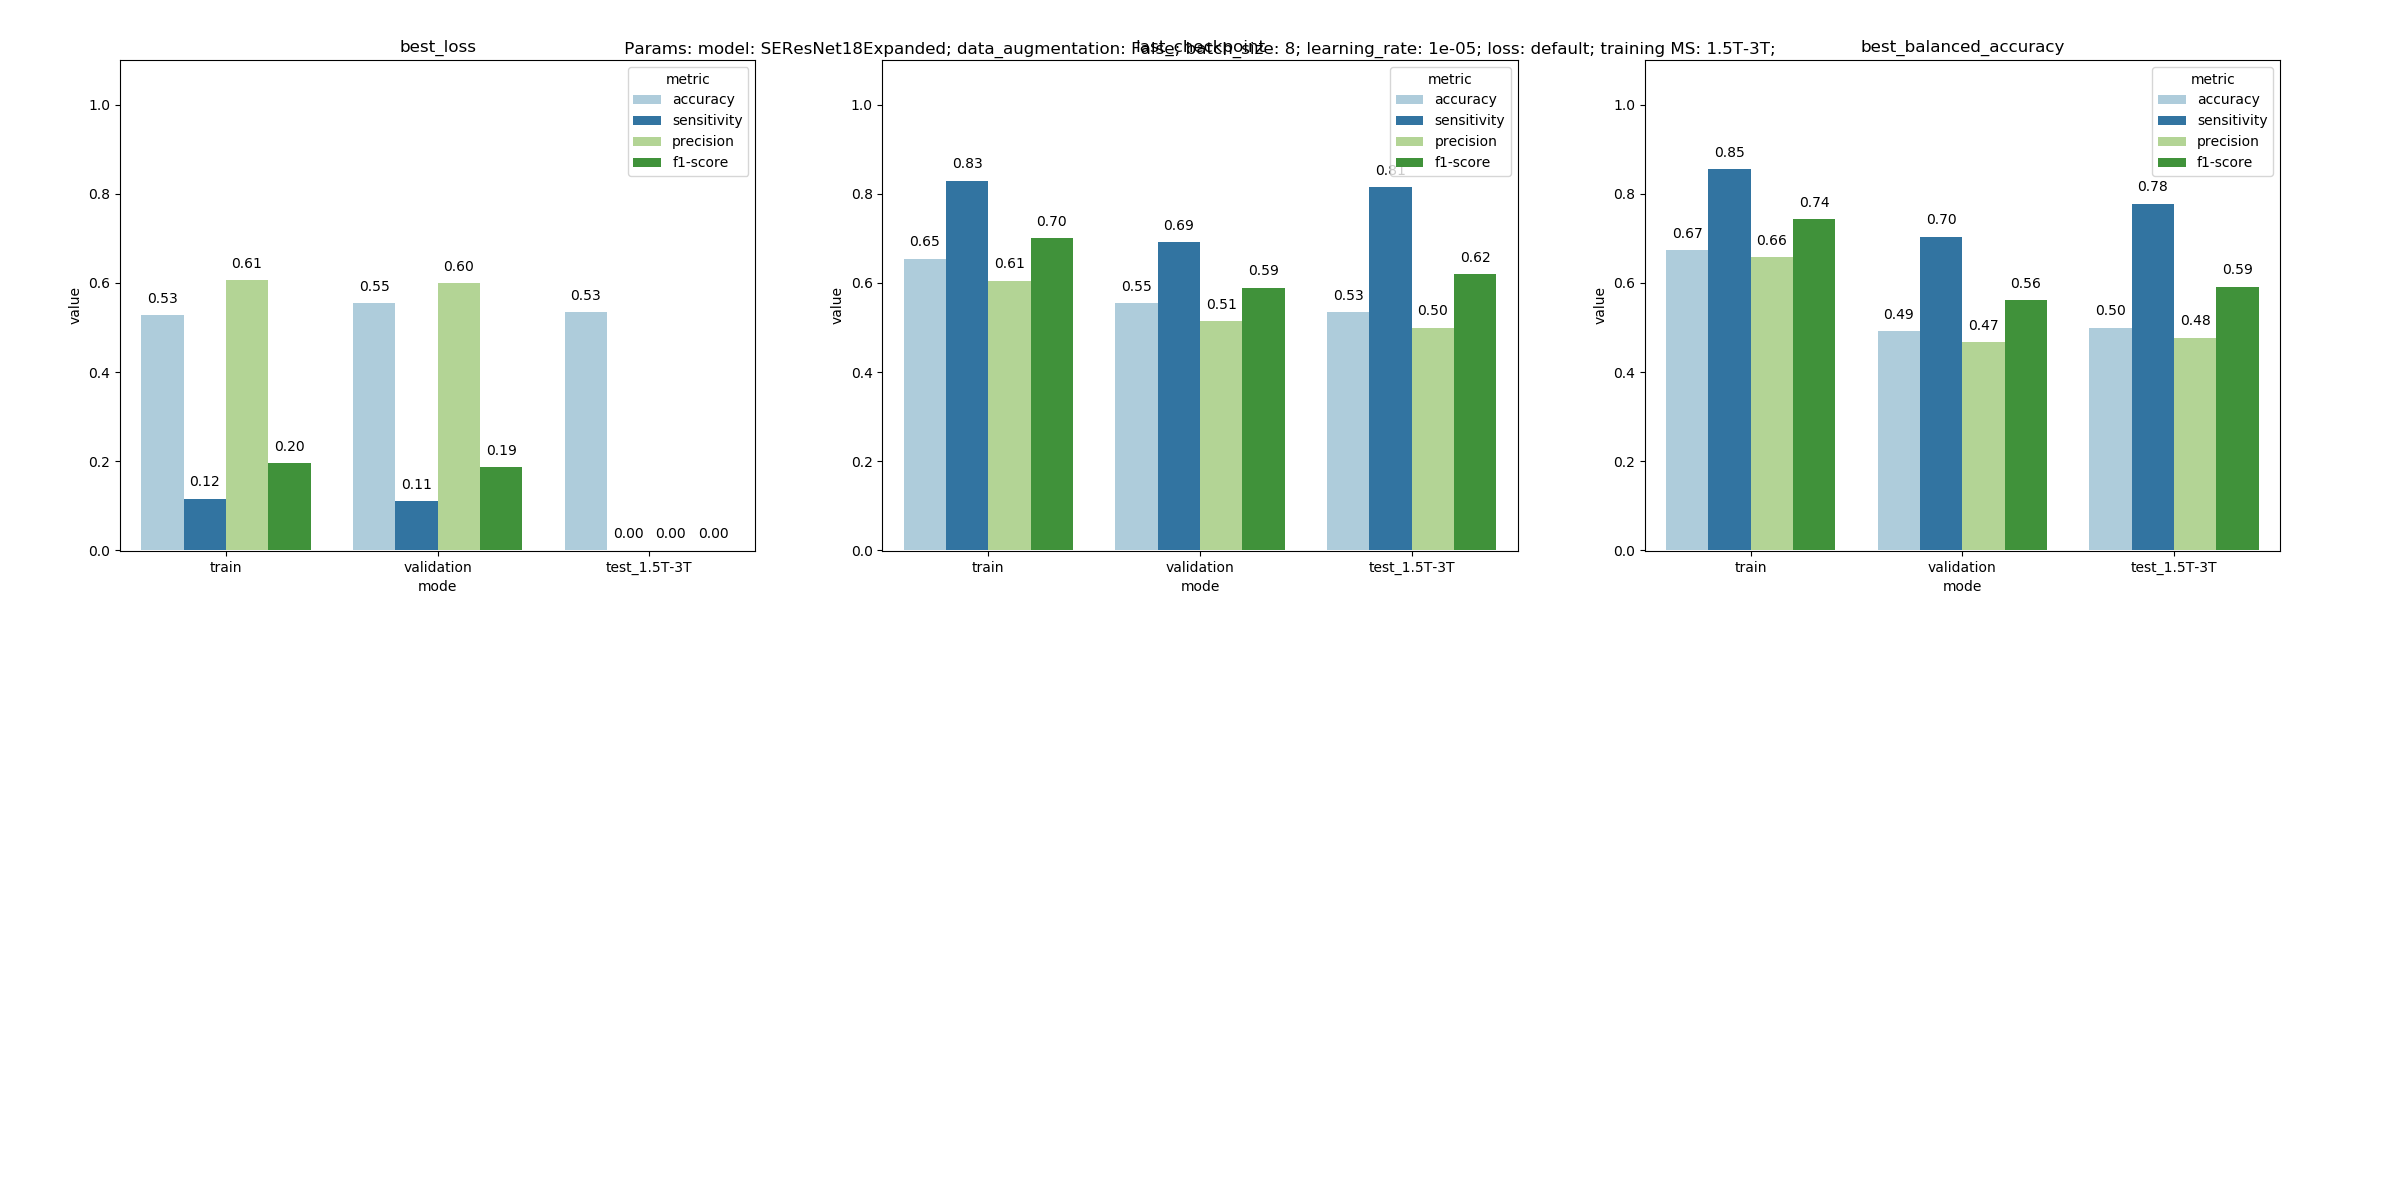 best_loss
Params: model: SEResNet18Expanded; data_augmentation: False; batch_size: 8; learning_rate: 1e-05; loss: default; training MS: 1.5T-3T;
last_checkpoint
best_balanced_accuracy
value
1.0
0.8
0.6
0.4
0.2
0.0
0.53
0.12
0.61
0.20
0.55
0.11
0.60
0.19
0.53
0.00
0.00
0.00
metric
accuracy
sensitivity
precision
f1-score
train
validation
test_1.5T-3T
mode
value
1.0
0.8
0.6
0.4
0.2
0.0
0.65
0.83
0.61
0.70
0.55
0.69
0.51
0.59
0.53
0.81
0.50
0.62
metric
accuracy
sensitivity
precision
f1-score
train
validation
test_1.5T-3T
mode
value
1.0
0.8
0.6
0.4
0.2
0.0
0.67
0.85
0.66
0.74
0.49
0.70
0.47
0.56
0.50
0.78
0.48
0.59
metric
accuracy
sensitivity
precision
f1-score
train
validation
test_1.5T-3T
mode